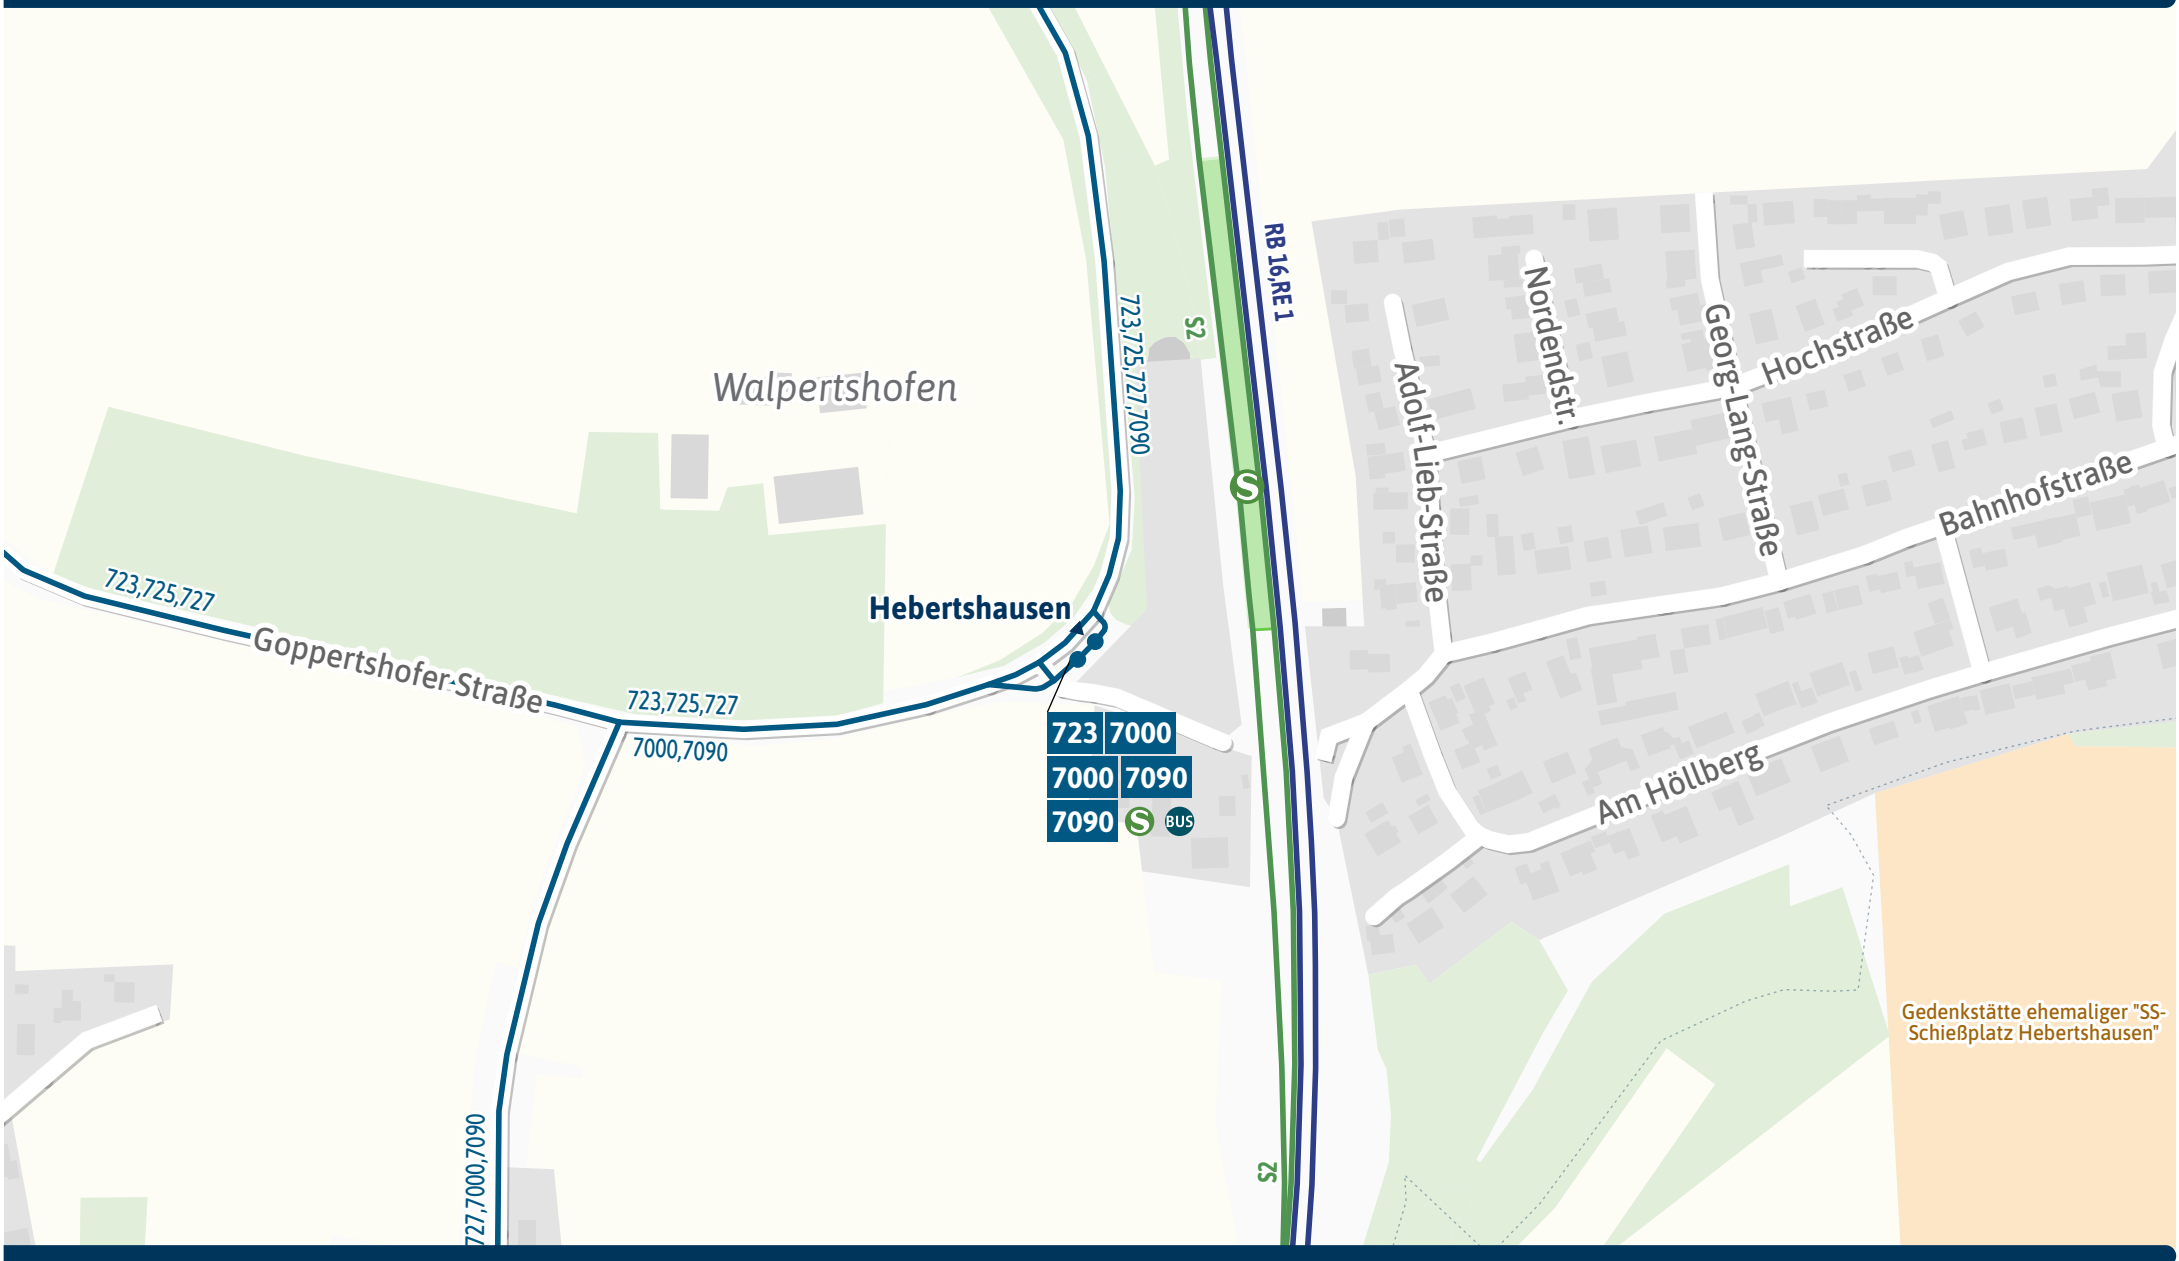 RB 16,RE 1
S2
723,725,727,7090
Walpertshofen
Nordendstr.
Georg-Lang-Straße
Hochstraße
Adolf-Lieb-Straße
Bahnhofstraße
S
723,725,727
Hebertshausen
Goppertshofer Straße
723,725,727
7000,7090
723 7000
7000 7090
7090 S BUS
Am Höllberg
Gedenkstätte ehemaliger "SS-
Schießplatz Hebertshausen"
727,7000,7090
S2